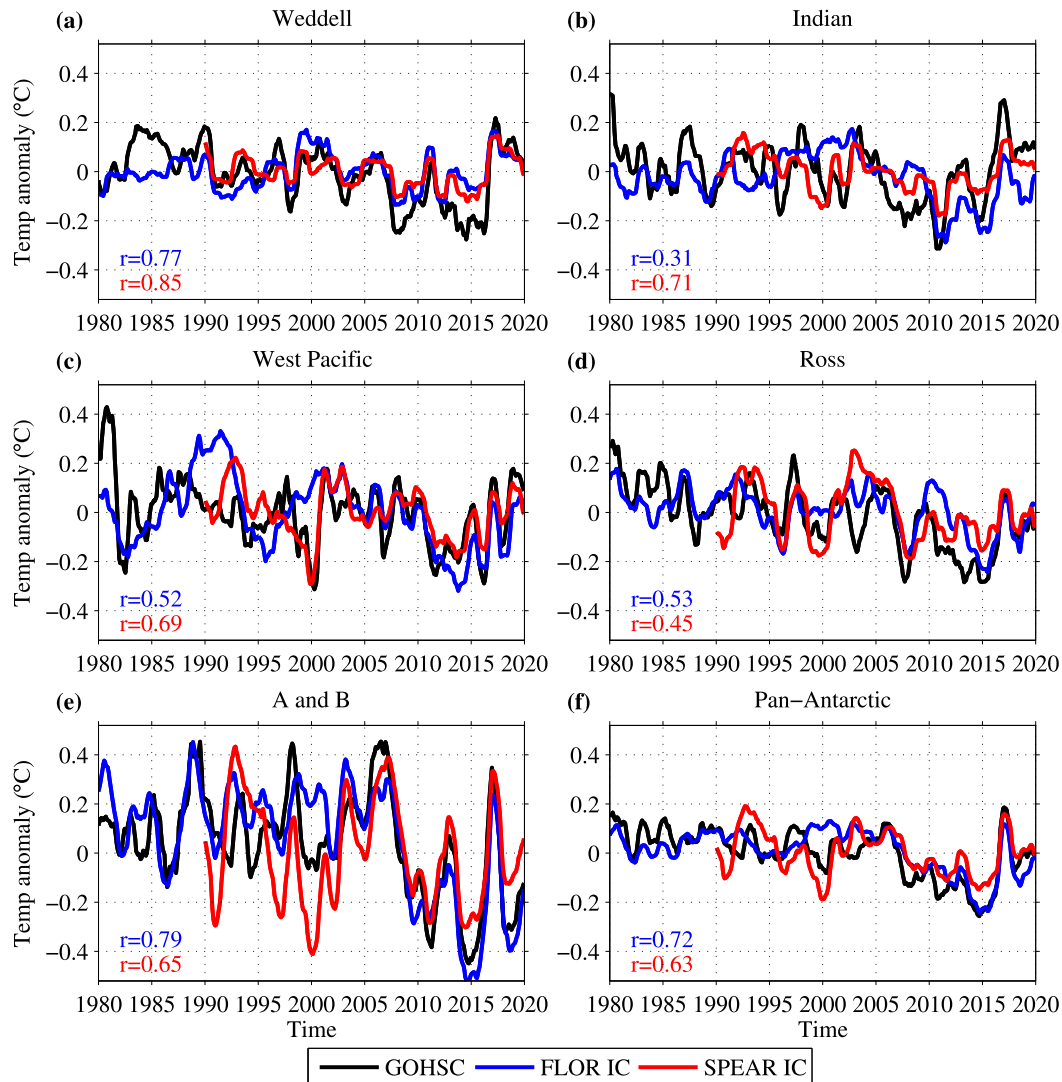 (a) Weddell
(b) Indian
Temp anomaly (°C)
0.4
0.2
0
−0.2
−0.4
r=0.77
r=0.85
1980 1985 1990 1995 2000 2005 2010 2015 2020
0.4
0.2
0
−0.2
−0.4
r=0.31
r=0.71
1980 1985 1990 1995 2000 2005 2010 2015 2020
(c) West Pacific
(d) Ross
Temp anomaly (°C)
0.4
0.2
0
−0.2
−0.4
r=0.52
r=0.69
1980 1985 1990 1995 2000 2005 2010 2015 2020
0.4
0.2
0
−0.2
−0.4
r=0.53
r=0.45
1980 1985 1990 1995 2000 2005 2010 2015 2020
(e) A and B
(f) Pan−Antarctic
Temp anomaly (°C)
0.4
0.2
0
−0.2
−0.4
r=0.79
r=0.65
1980 1985 1990 1995 2000 2005 2010 2015 2020
Time
0.4
0.2
0
−0.2
−0.4
r=0.72
r=0.63
1980 1985 1990 1995 2000 2005 2010 2015 2020
Time
GOHSC FLOR IC SPEAR IC